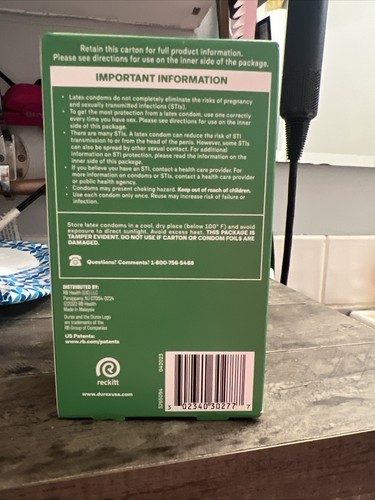 Retain this carton for full product information.
Please see directions for use on the inner side of the package.
IMPORTANT INFORMATION
• Latex condoms do not completely eliminate the risks of pregnancy
and sexually transmitted infections (STIs).
• To get the most protection from a latex condom, use one correctly
every time you have sex. Please see directions for use on the inner
side of this package.
• There are many STIs. A latex condom can reduce the risk of STI
transmission to or from the head of the penis. However, some STIs
can also be spread by other sexual contact. For additional
information on STI protection, please read the information on the
inner side of this package.
• If you believe you have an STI, contact a health care provider. For
more information on condoms or STIs, contact a health care provider
or public health agency.
• Condoms may present choking hazard. Keep out of reach of children.
• Use each condom only once. Reuse may increase risk of failure or
infection.
Store latex condoms in a cool, dry place (below 100° F) and avoid
exposure to direct sunlight. Avoid excess heat. THIS PACKAGE IS
TAMPER EVIDENT. DO NOT USE IF CARTON OR CONDOM FOILS ARE
DAMAGED.
Questions? Comments? 1-800-756-5488
DISTRIBUTED BY:
RB Health (US) LLC
Parsippany, NJ 07054-0224
©2022 RB Health
Made in Malaysia
Durex and the Durex Logo
are trademarks of the
RB Group of Companies
US Patents:
www.rb.com/patents
reckitt
www.durexusa.com
042023
3 02340 30277 7